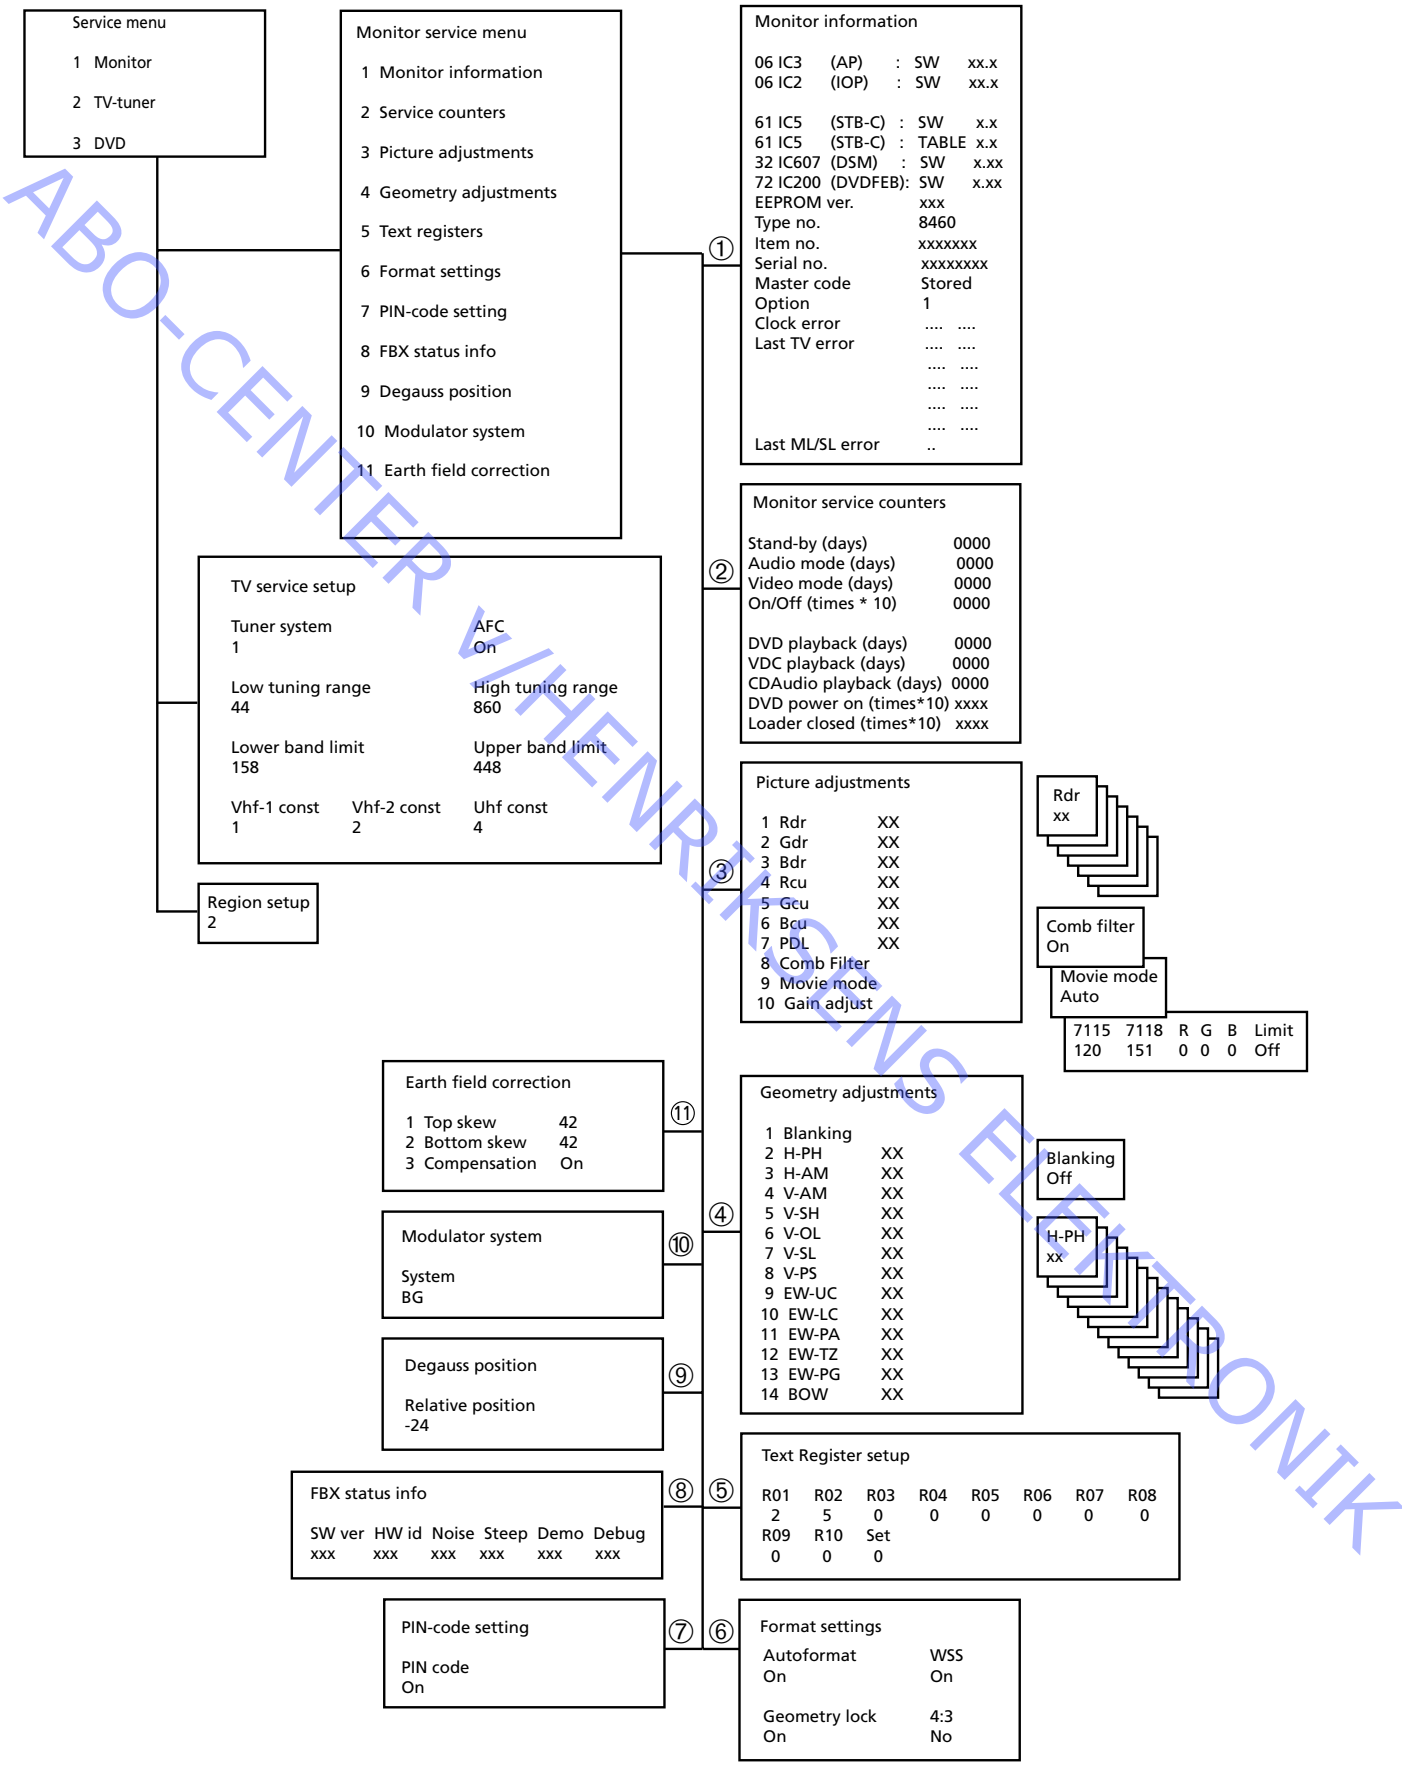 Service menu
1 Monitor
2 TV-tuner
3 DVD
Monitor service menu
1 Monitor information
2 Service counters
3 Picture adjustments
4 Geometry adjustments
5 Text registers
6 Format settings
7 PIN-code setting
8 FBX status info
9 Degauss position
10 Modulator system
11 Earth field correction
①
Monitor information
06 IC3 (AP) : SW xx.x
06 IC2 (IOP) : SW xx.x
61 IC5 (STB-C) : SW x.x
61 IC5 (STB-C) : TABLE x.x
32 IC607 (DSM) : SW x.xx
72 IC200 (DVDFEB): SW x.xx
EEPROM ver. xxx
Type no. 8460
Item no. xxxxxxx
Serial no. xxxxxxxx
Master code Stored
Option 1
Clock error .... ....
Last TV error .... ....
.... ....
.... ....
.... ....
.... ....
Last ML/SL error ..
②
Monitor service counters
Stand-by (days) 0000
Audio mode (days) 0000
Video mode (days) 0000
On/Off (times * 10) 0000
DVD playback (days) 0000
VDC playback (days) 0000
CDAudio playback (days) 0000
DVD power on (times*10) xxxx
Loader closed (times*10) xxxx
TV service setup
Tuner system AFC
1 On
Low tuning range High tuning range
44 860
Lower band limit Upper band limit
158 448
Vhf-1 const Vhf-2 const Uhf const
1 2 4
Region setup
2
③
Picture adjustments
1 Rdr XX
2 Gdr XX
3 Bdr XX
4 Rcu XX
5 Gcu XX
6 Bcu XX
7 PDL XX
8 Comb Filter
9 Movie mode
10 Gain adjust
Rdr
xx
Comb filter
On
Movie mode
Auto
7115 7118 R G B Limit
120 151 0 0 0 Off
⑪
Earth field correction
1 Top skew 42
2 Bottom skew 42
3 Compensation On
④
Geometry adjustments
1 Blanking
2 H-PH XX
3 H-AM XX
4 V-AM XX
5 V-SH XX
6 V-OL XX
7 V-SL XX
8 V-PS XX
9 EW-UC XX
10 EW-LC XX
11 EW-PA XX
12 EW-TZ XX
13 EW-PG XX
14 BOW XX
Blanking
Off
H-PH
xx
⑩
Modulator system
System
BG
⑨
Degauss position
Relative position
-24
⑧
FBX status info
SW ver HW id Noise Steep Demo Debug
xxx xxx xxx xxx xxx xxx
⑤
Text Register setup
R01 R02 R03 R04 R05 R06 R07 R08
2 5 0 0 0 0 0 0
R09 R10 Set
0 0 0
⑦
PIN-code setting
PIN code
On
⑥
Format settings
Autoformat WSS
On On
Geometry lock 4:3
On No
ABO-CENTER v/HENRIKSENS ELEKTRONIK